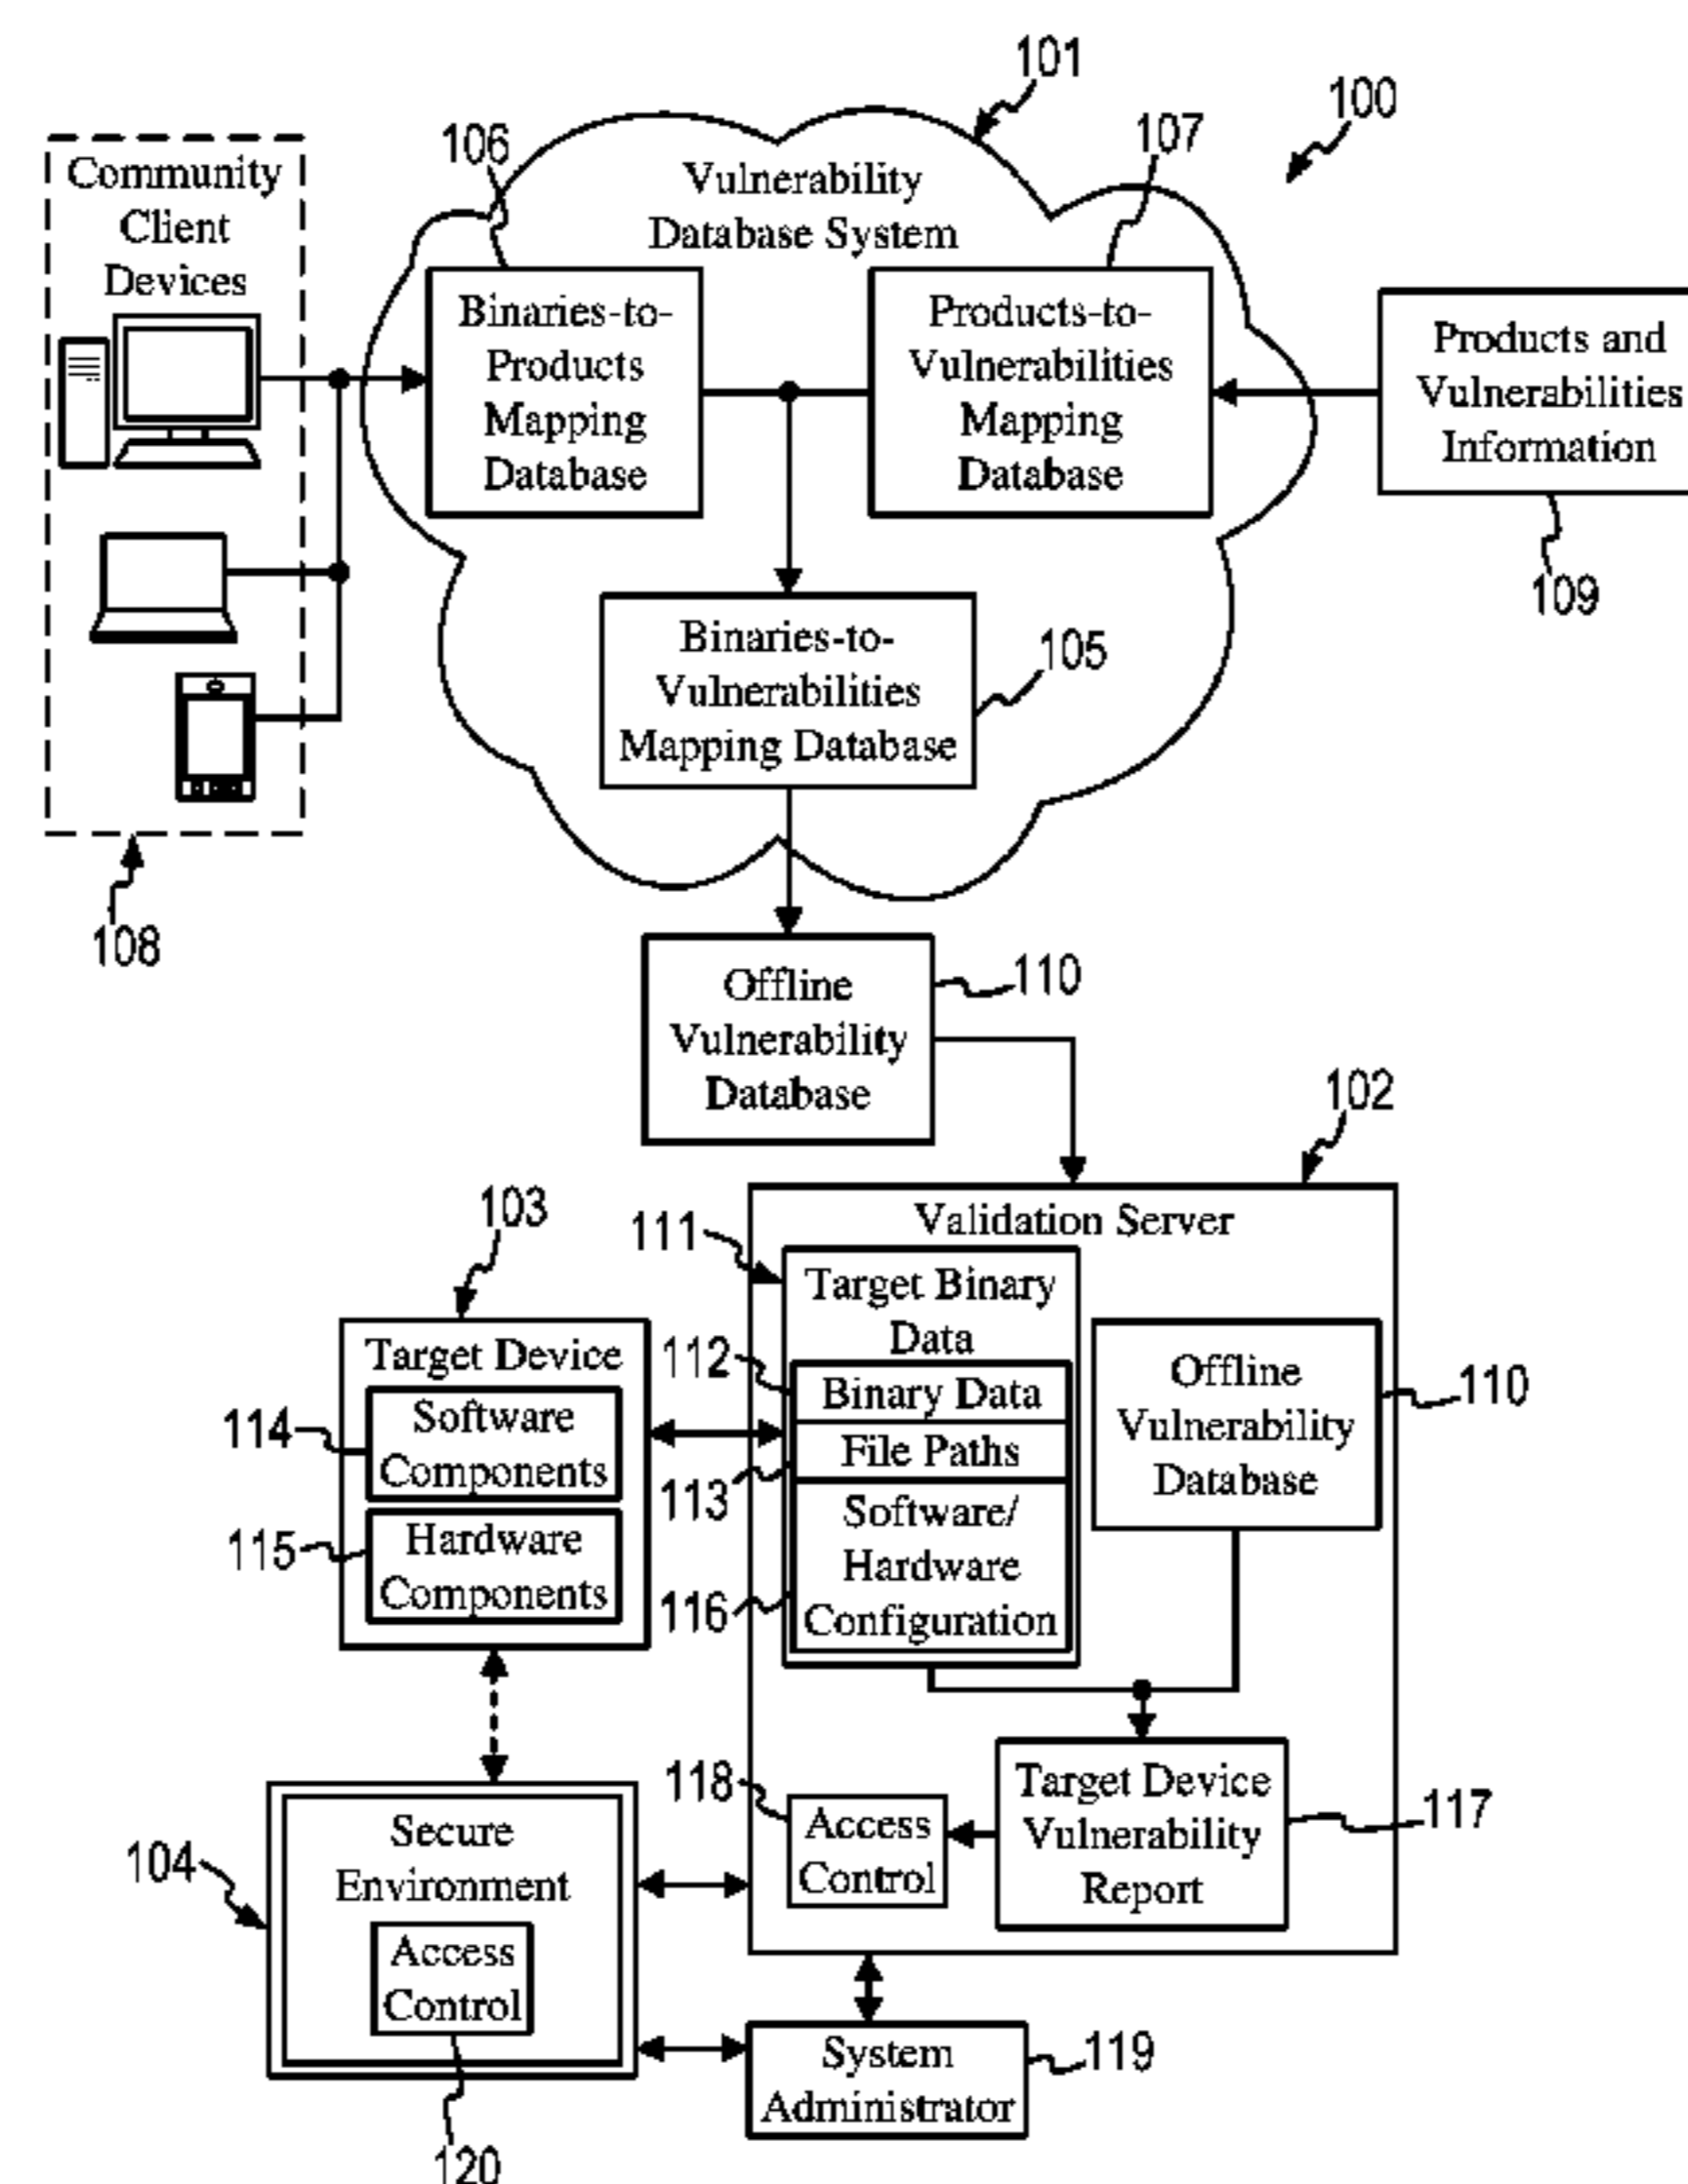 101
100
106
107
Community
Client
Devices
Vulnerability
Database System
Binaries-to-
Products
Mapping
Database
Products-to-
Vulnerabilities
Mapping
Database
Products and
Vulnerabilities
Information
109
Binaries-to-
Vulnerabilities
Mapping Database
105
108
Offline
Vulnerability
Database
110
102
103
111
Validation Server
Target Binary
Data
112
Binary Data
113
File Paths
116
Software/
Hardware
Configuration
Offline
Vulnerability
Database
110
Target Device
114
Software
Components
115
Hardware
Components
118
Access
Control
Target Device
Vulnerability
Report
117
104
Secure
Environment
Access
Control
120
System
Administrator
119